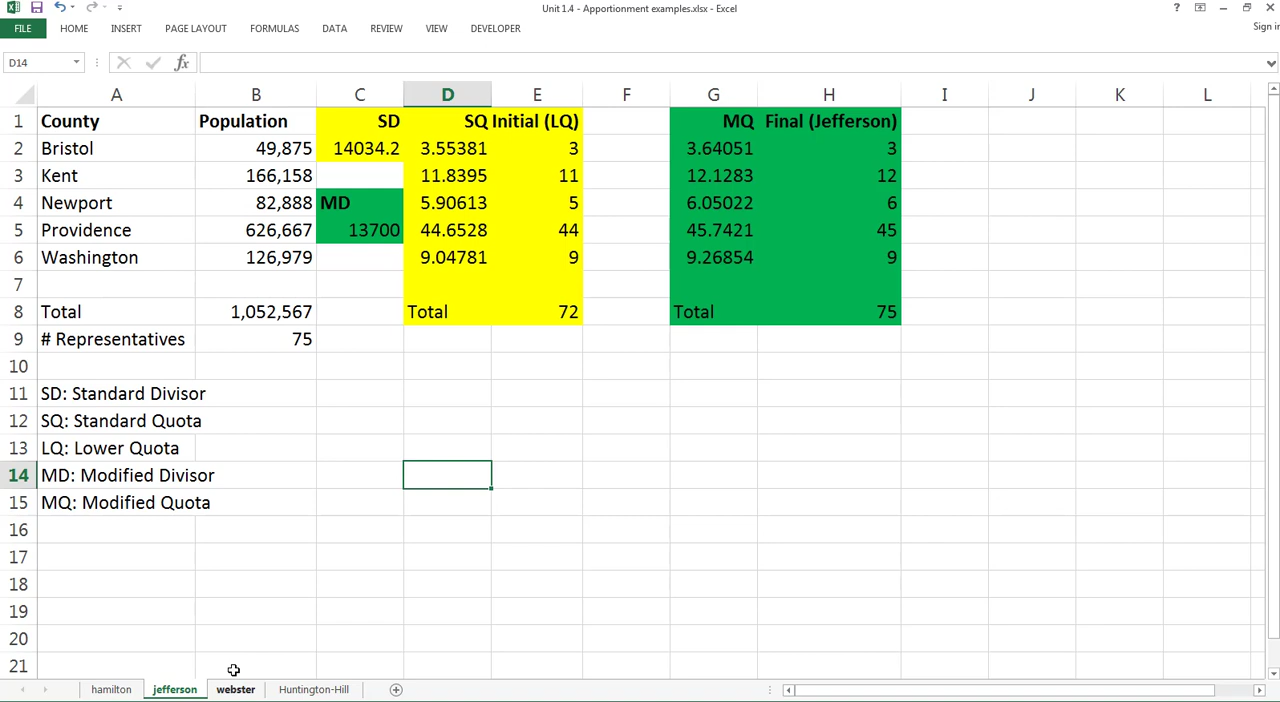 Unit 1.4 - Apportionment examples.xlsx - Excel
?
FILE HOME INSERT PAGE LAYOUT FORMULAS DATA REVIEW VIEW DEVELOPER Sign in
D14 fx
A B C D E F G H I J K L
1 County Population SD SQ Initial (LQ) MQ Final (Jefferson)
2 Bristol 49,875 14034.2 3.55381 3 3.64051 3
3 Kent 166,158 11.8395 11 12.1283 12
4 Newport 82,888 MD 5.90613 5 6.05022 6
5 Providence 626,667 13700 44.6528 44 45.7421 45
6 Washington 126,979 9.04781 9 9.26854 9
7
8 Total 1,052,567 Total 72 Total 75
9 # Representatives 75
10
11 SD: Standard Divisor
12 SQ: Standard Quota
13 LQ: Lower Quota
14 MD: Modified Divisor
15 MQ: Modified Quota
16
17
18
19
20
21
hamilton jefferson webster Huntington-Hill